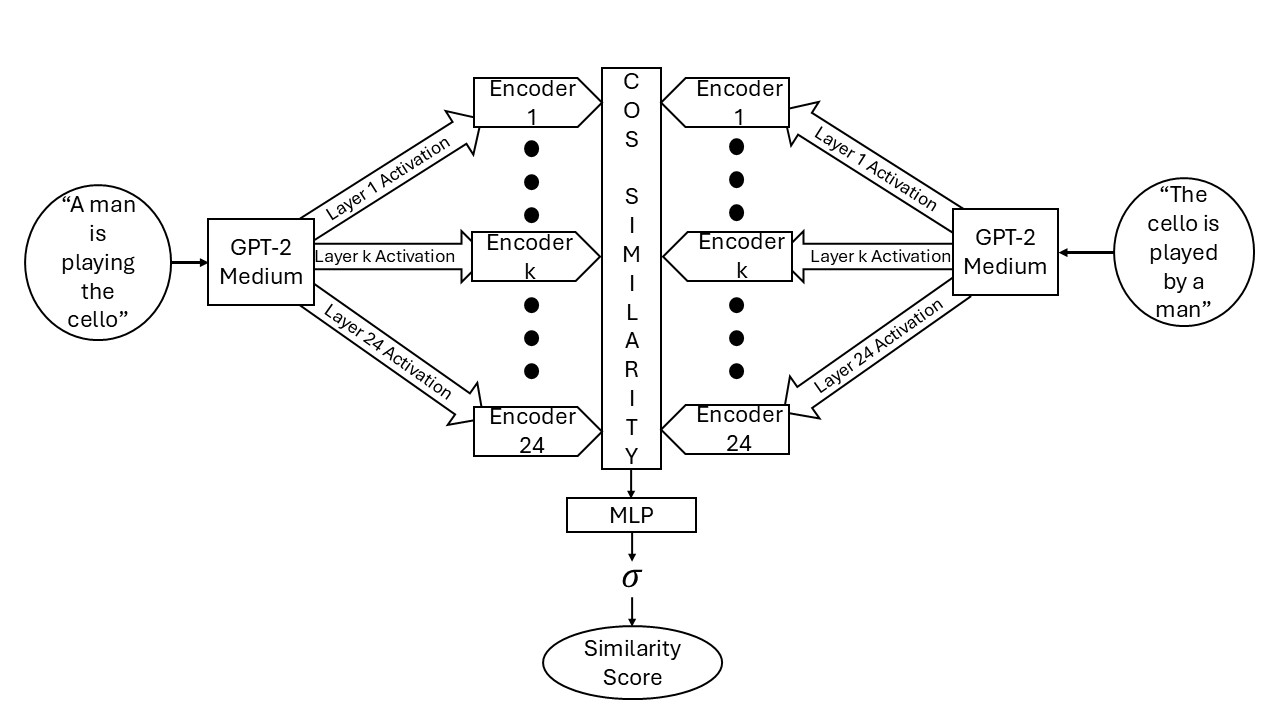 “A man
is
playing
the
cello”
GPT-2
Medium
Layer 1 Activation
Layer k Activation
Layer 24 Activation
Encoder
1
Encoder
k
Encoder
24
COS SIMILARITY
Encoder
1
Encoder
k
Encoder
24
Layer 1 Activation
Layer k Activation
Layer 24 Activation
GPT-2
Medium
“The
cello is
played
by a
man”
MLP
σ
Similarity
Score